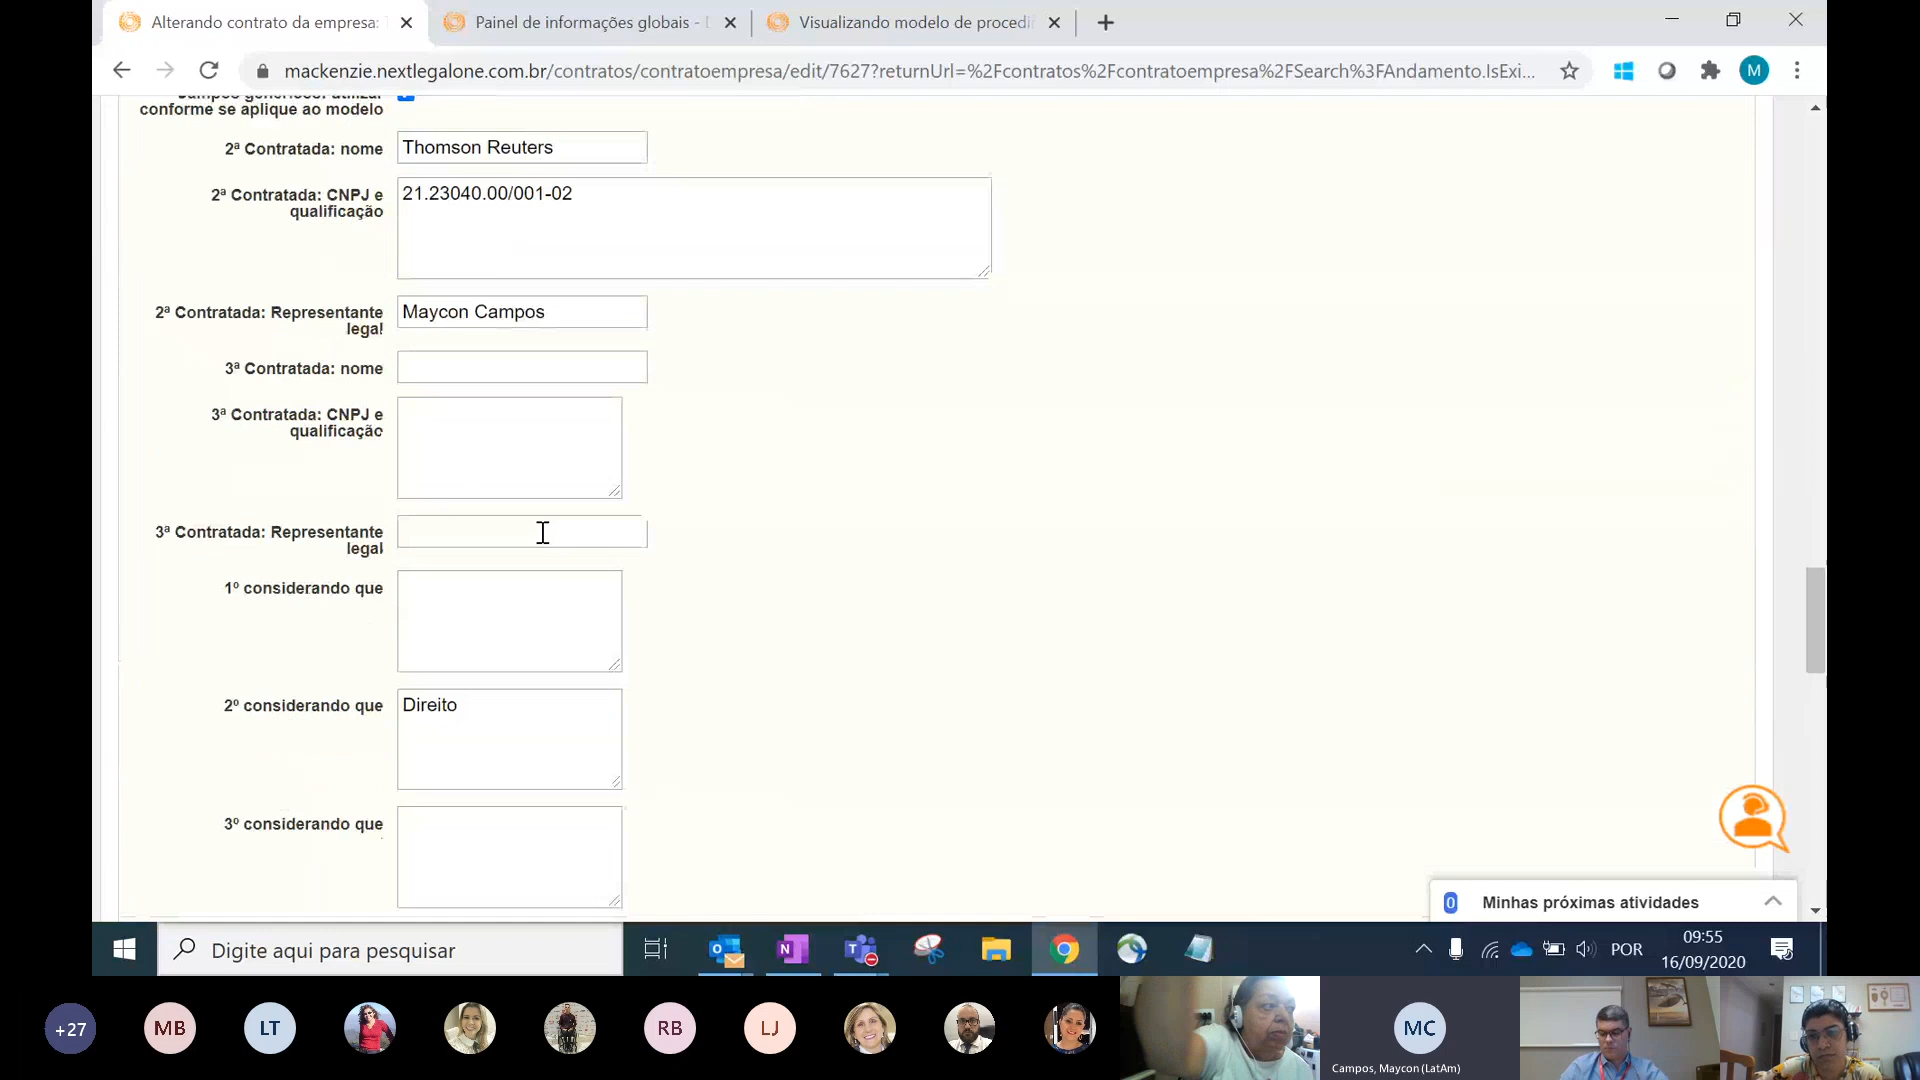 Alterando contrato da empresa:
Painel de informações globais -
Visualizando modelo de procedi
mackenzie.nextlegalone.com.br/contratos/contratoempresa/edit/7627?returnUrl=%2Fcontratos%2Fcontratoempresa%2FSearch%3FAndamento.IsExi...
M
Campos genéricos: utilizar
conforme se aplique ao modelo
2ª Contratada: nome
Thomson Reuters
2ª Contratada: CNPJ e
qualificação
21.23040.00/001-02
2ª Contratada: Representante
legal
Maycon Campos
3ª Contratada: nome
3ª Contratada: CNPJ e
qualificação
3ª Contratada: Representante
legal
1º considerando que
2º considerando que
Direito
3º considerando que
0
Minhas próximas atividades
Digite aqui para pesquisar
POR
09:55
16/09/2020
+27
MB
LT
RB
LJ
MC
Campos, Maycon (LatAm)